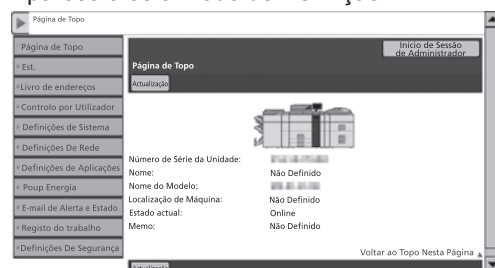 Página de Topo
Início de Sessão
de Administrador
Página de Topo
Página de Topo
Actualização
Est.
Livro de endereços
Controlo por Utilizador
Definições de Sistema
Definições De Rede
Definições de Aplicações
Poup Energia
E-mail de Alerta e Estado
Registo do trabalho
Definições De Segurança
Número de Série da Unidade:
Nome: Não Definido
Nome do Modelo:
Localização de Máquina: Não Definido
Estado actual: Online
Memo: Não Definido
Voltar ao Topo Nesta Página